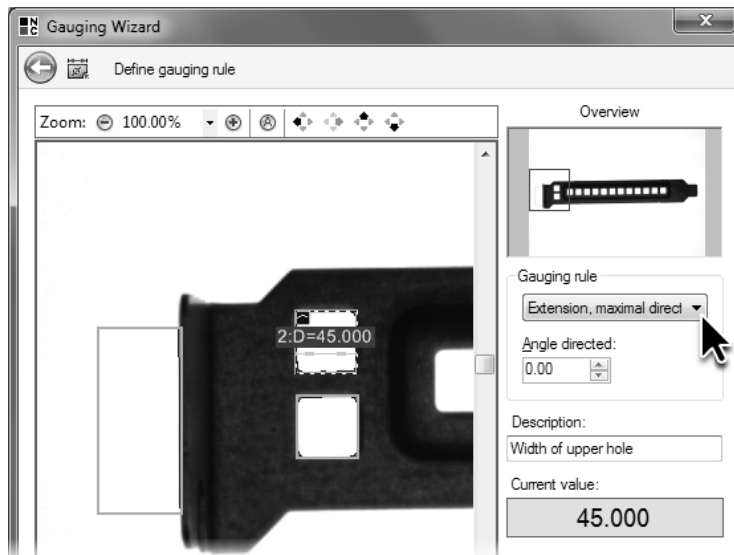 Gauging Wizard
Define gauging rule
Zoom: 100.00%
Overview
2:D=45.000
Gauging rule
Extension, maximal direct
Angle directed:
0.00
Description:
Width of upper hole
Current value:
45.000